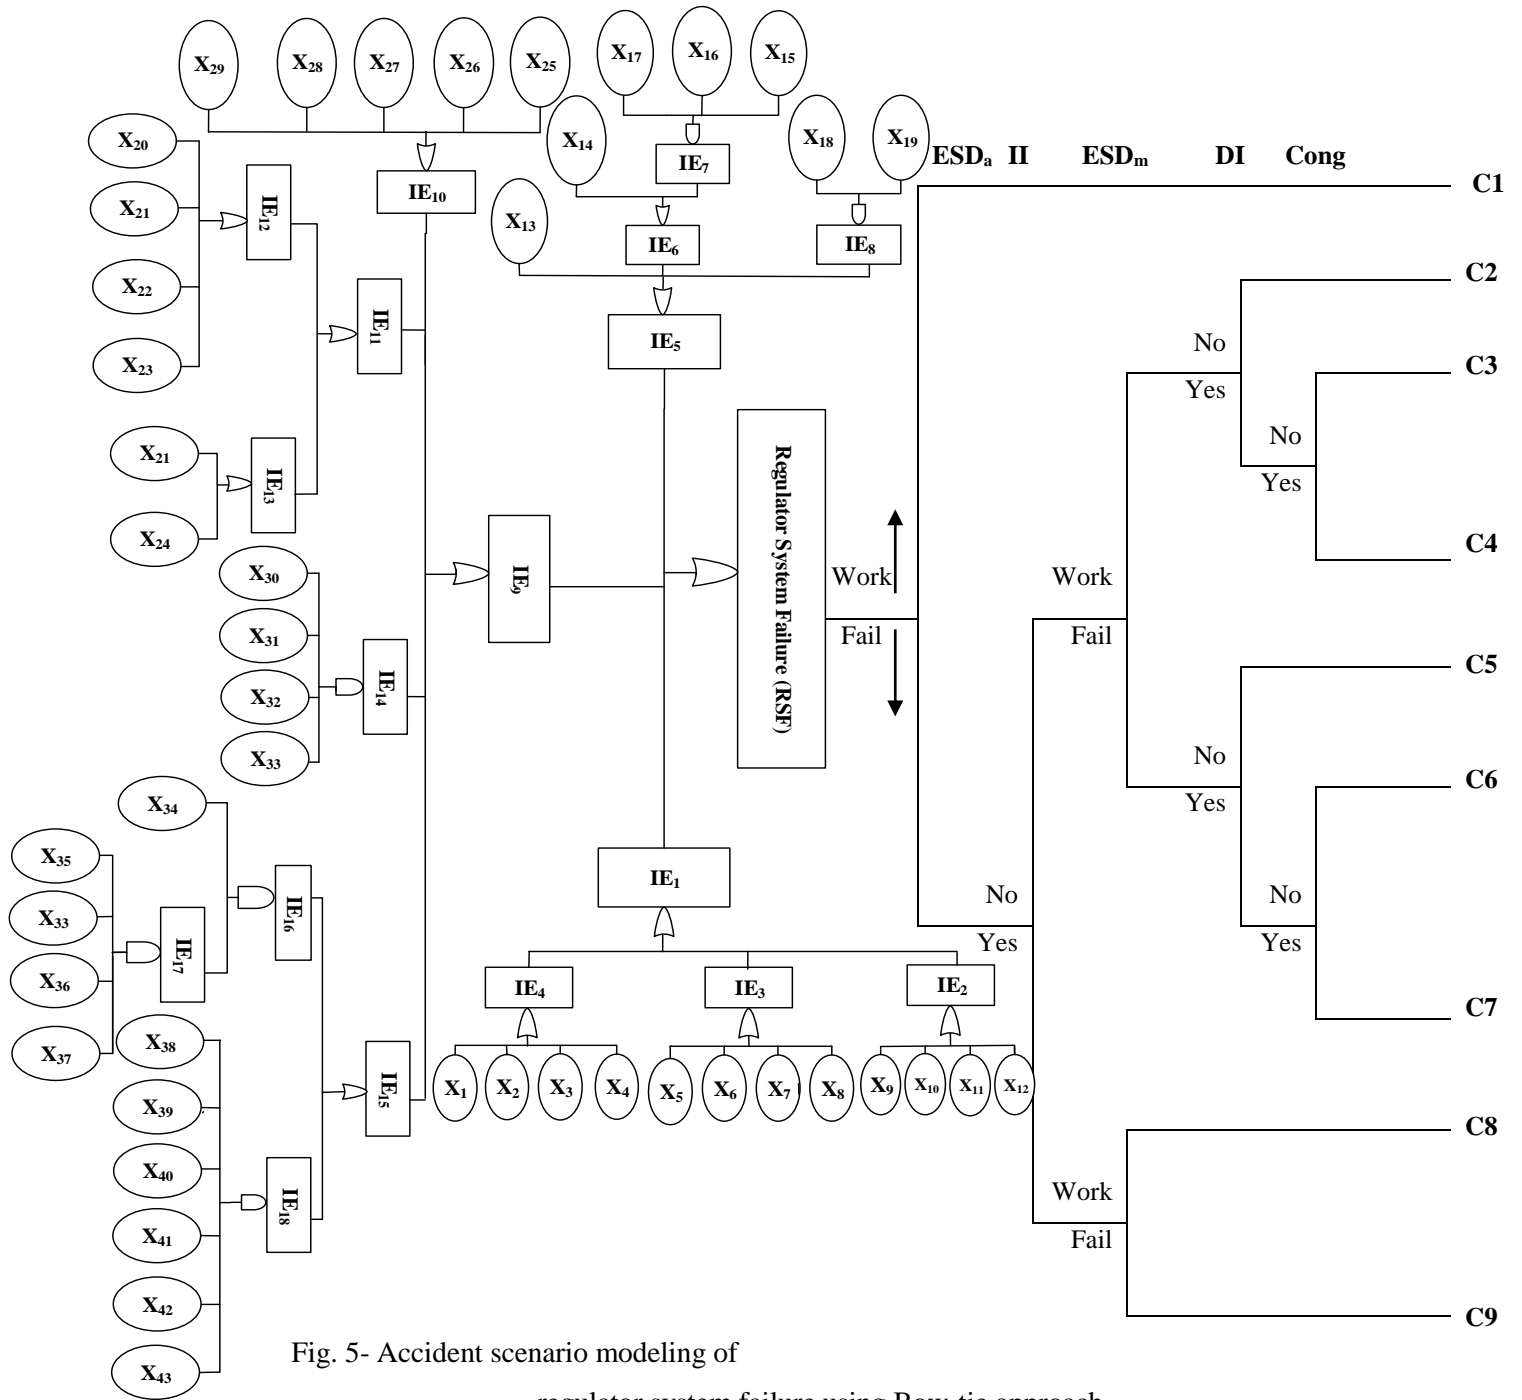 X29 X28 X27 X26 X25 X17 X16 X15
X20 X14 X18 X19
IE7 ESDa II ESDm DI Cong
IE10 C1
X21 IE12 X13 IE6 IE8
X22 C2
IE11 IE5 No
X23 Yes C3
X21 No
IE13 Yes
X24 C4
X30 IE9 Regulator System Failure (RSF) Work Work
X31 Fail Fail
X32 IE14 C5
X33 No
X34 Yes C6
X35 IE1
X33 IE16 No
X36 IE17 Yes Yes
X37 IE4 IE3 IE2 C7
X38
X39 IE15 X1 X2 X3 X4 X5 X6 X7 X8 X9 X10 X11 X12
X40 C8
X41 IE18 Work
X42 Fail
X43 C9
Fig. 5- Accident scenario modeling of
regulator system failure using Bow-tie approach